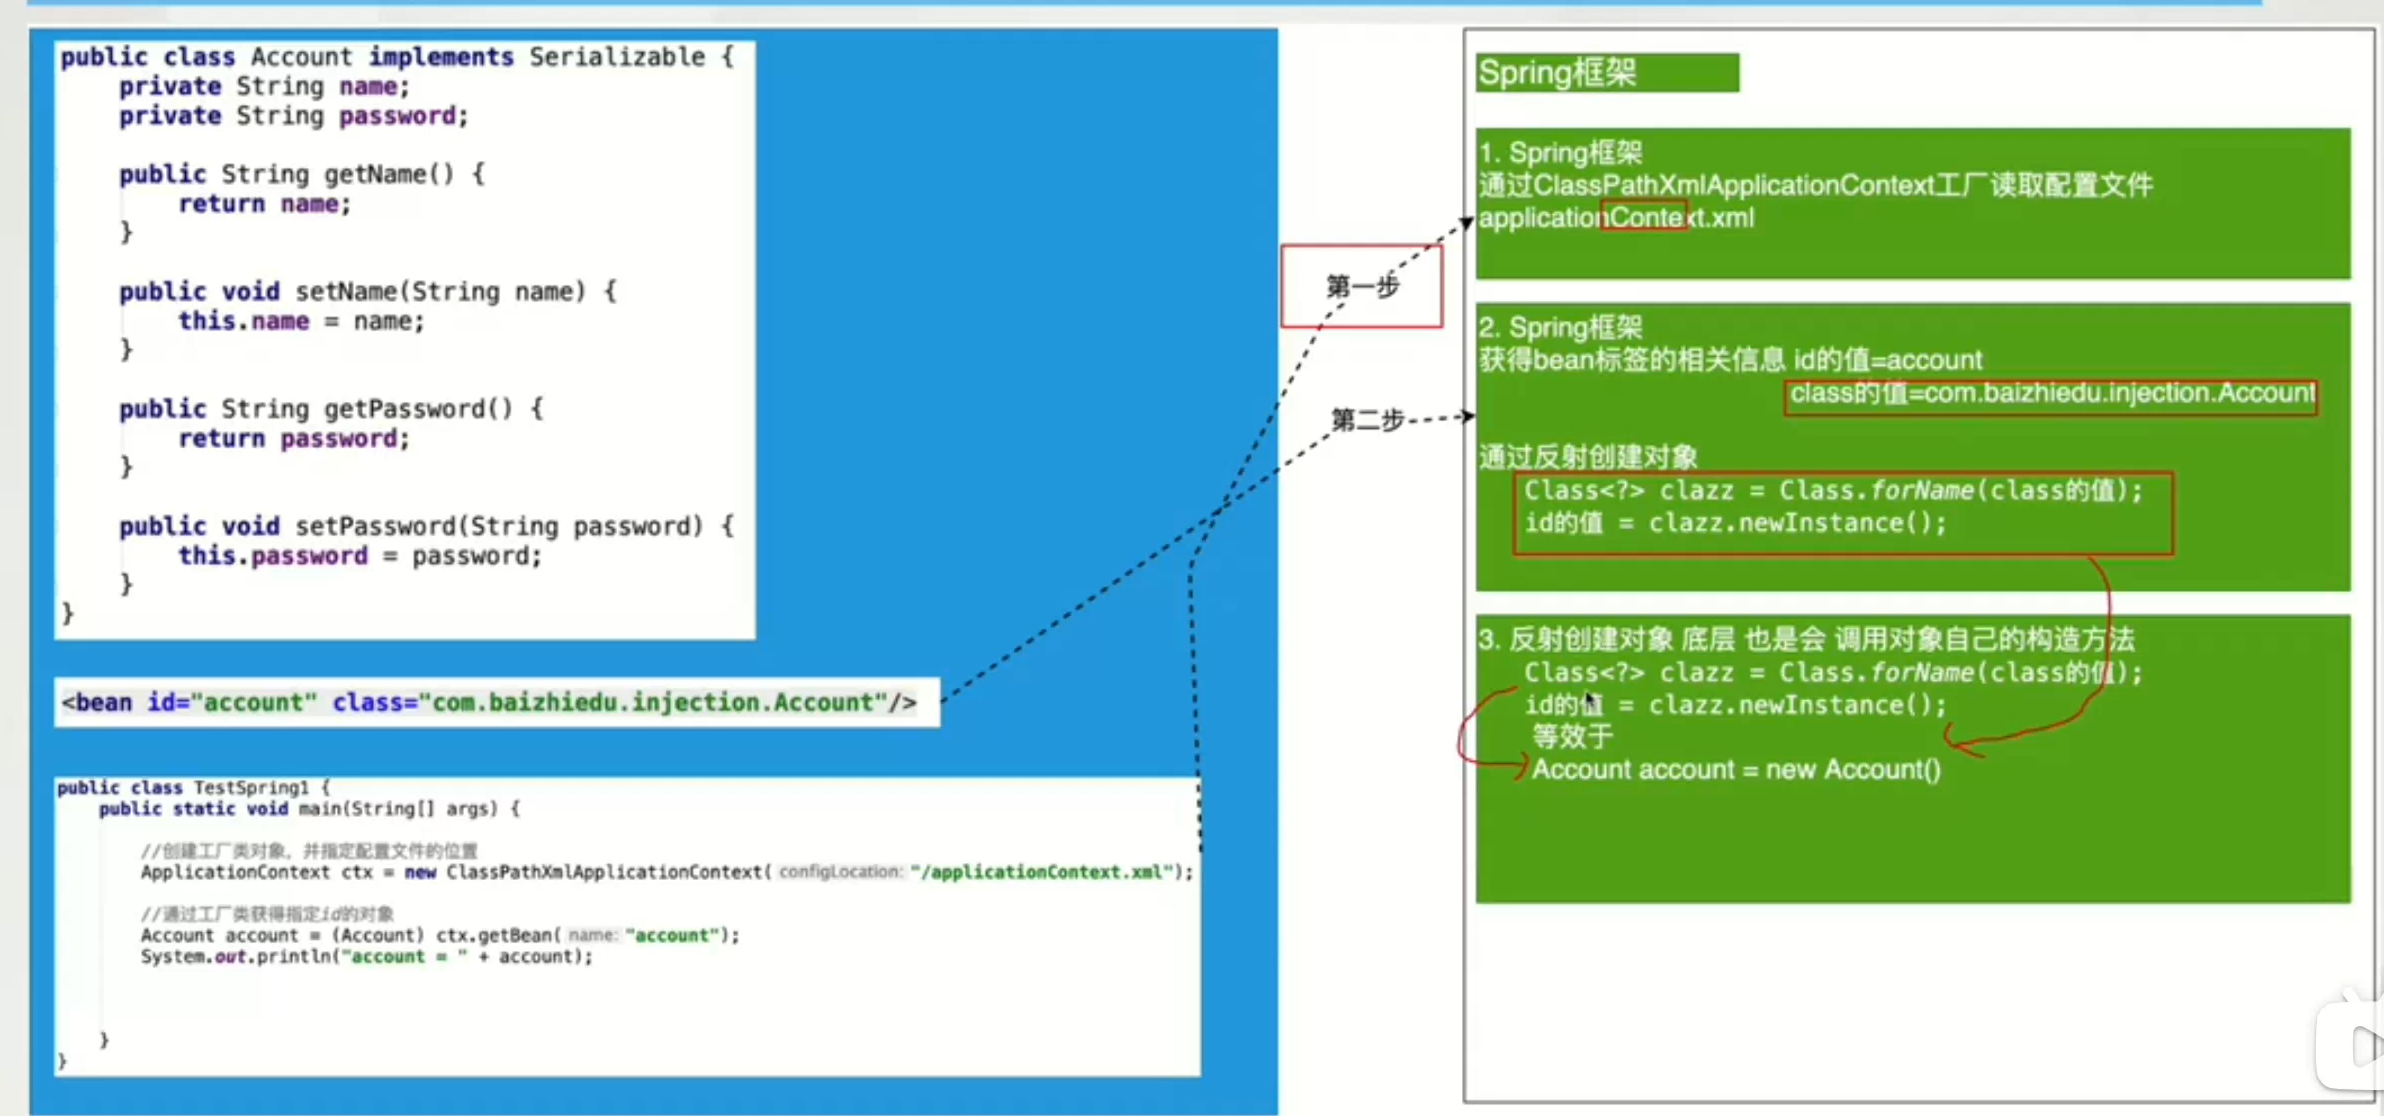 public class Account implements Serializable {
private String name;
private String password;
public String getName() {
return name;
}
public void setName(String name) {
this.name = name;
}
public String getPassword() {
return password;
}
public void setPassword(String password) {
this.password = password;
}
}
<bean id="account" class="com.baizhiedu.injection.Account"/>
public class TestSpring1 {
public static void main(String[] args) {
//创建工厂类对象，并指定配置文件的位置
ApplicationContext ctx = new ClassPathXmlApplicationContext( configLocation: "/applicationContext.xml");
//通过工厂类获得指定id的对象
Account account = (Account) ctx.getBean( name: "account");
System.out.println("account = " + account);
}
}
第一步
第二步
Spring框架
1. Spring框架
通过ClassPathXmlApplicationContext工厂读取配置文件
applicationContext.xml
2. Spring框架
获得bean标签的相关信息 id的值=account
class的值=com.baizhiedu.injection.Account
通过反射创建对象
Class<?> clazz = Class.forName(class的值);
id的值 = clazz.newInstance();
3. 反射创建对象 底层 也是会 调用对象自己的构造方法
Class<?> clazz = Class.forName(class的值);
id的值 = clazz.newInstance();
等效于
Account account = new Account()